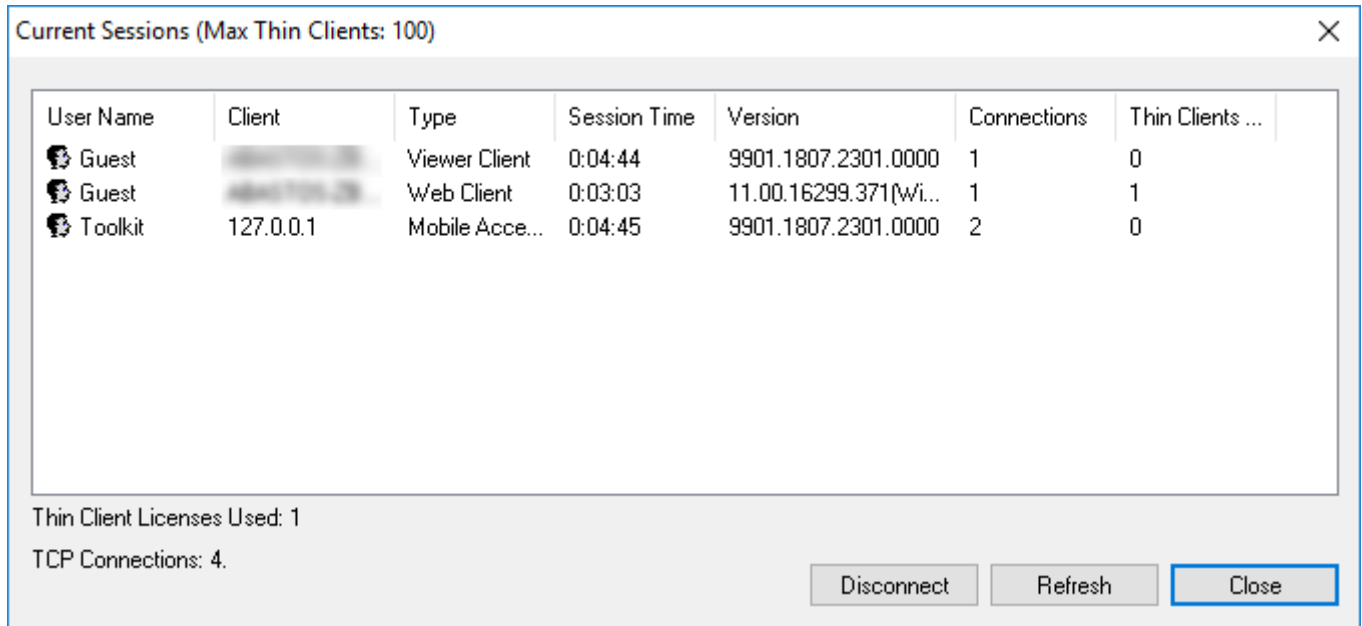 Current Sessions (Max Thin Clients: 100)
User Name Client Type Session Time Version Connections Thin Clients ...
Guest Viewer Client 0:04:44 9901.1807.2301.0000 1 0
Guest Web Client 0:03:03 11.00.16299.371(Wi... 1 1
Toolkit 127.0.0.1 Mobile Acce... 0:04:45 9901.1807.2301.0000 2 0
Thin Client Licenses Used: 1
TCP Connections: 4.
Disconnect Refresh Close